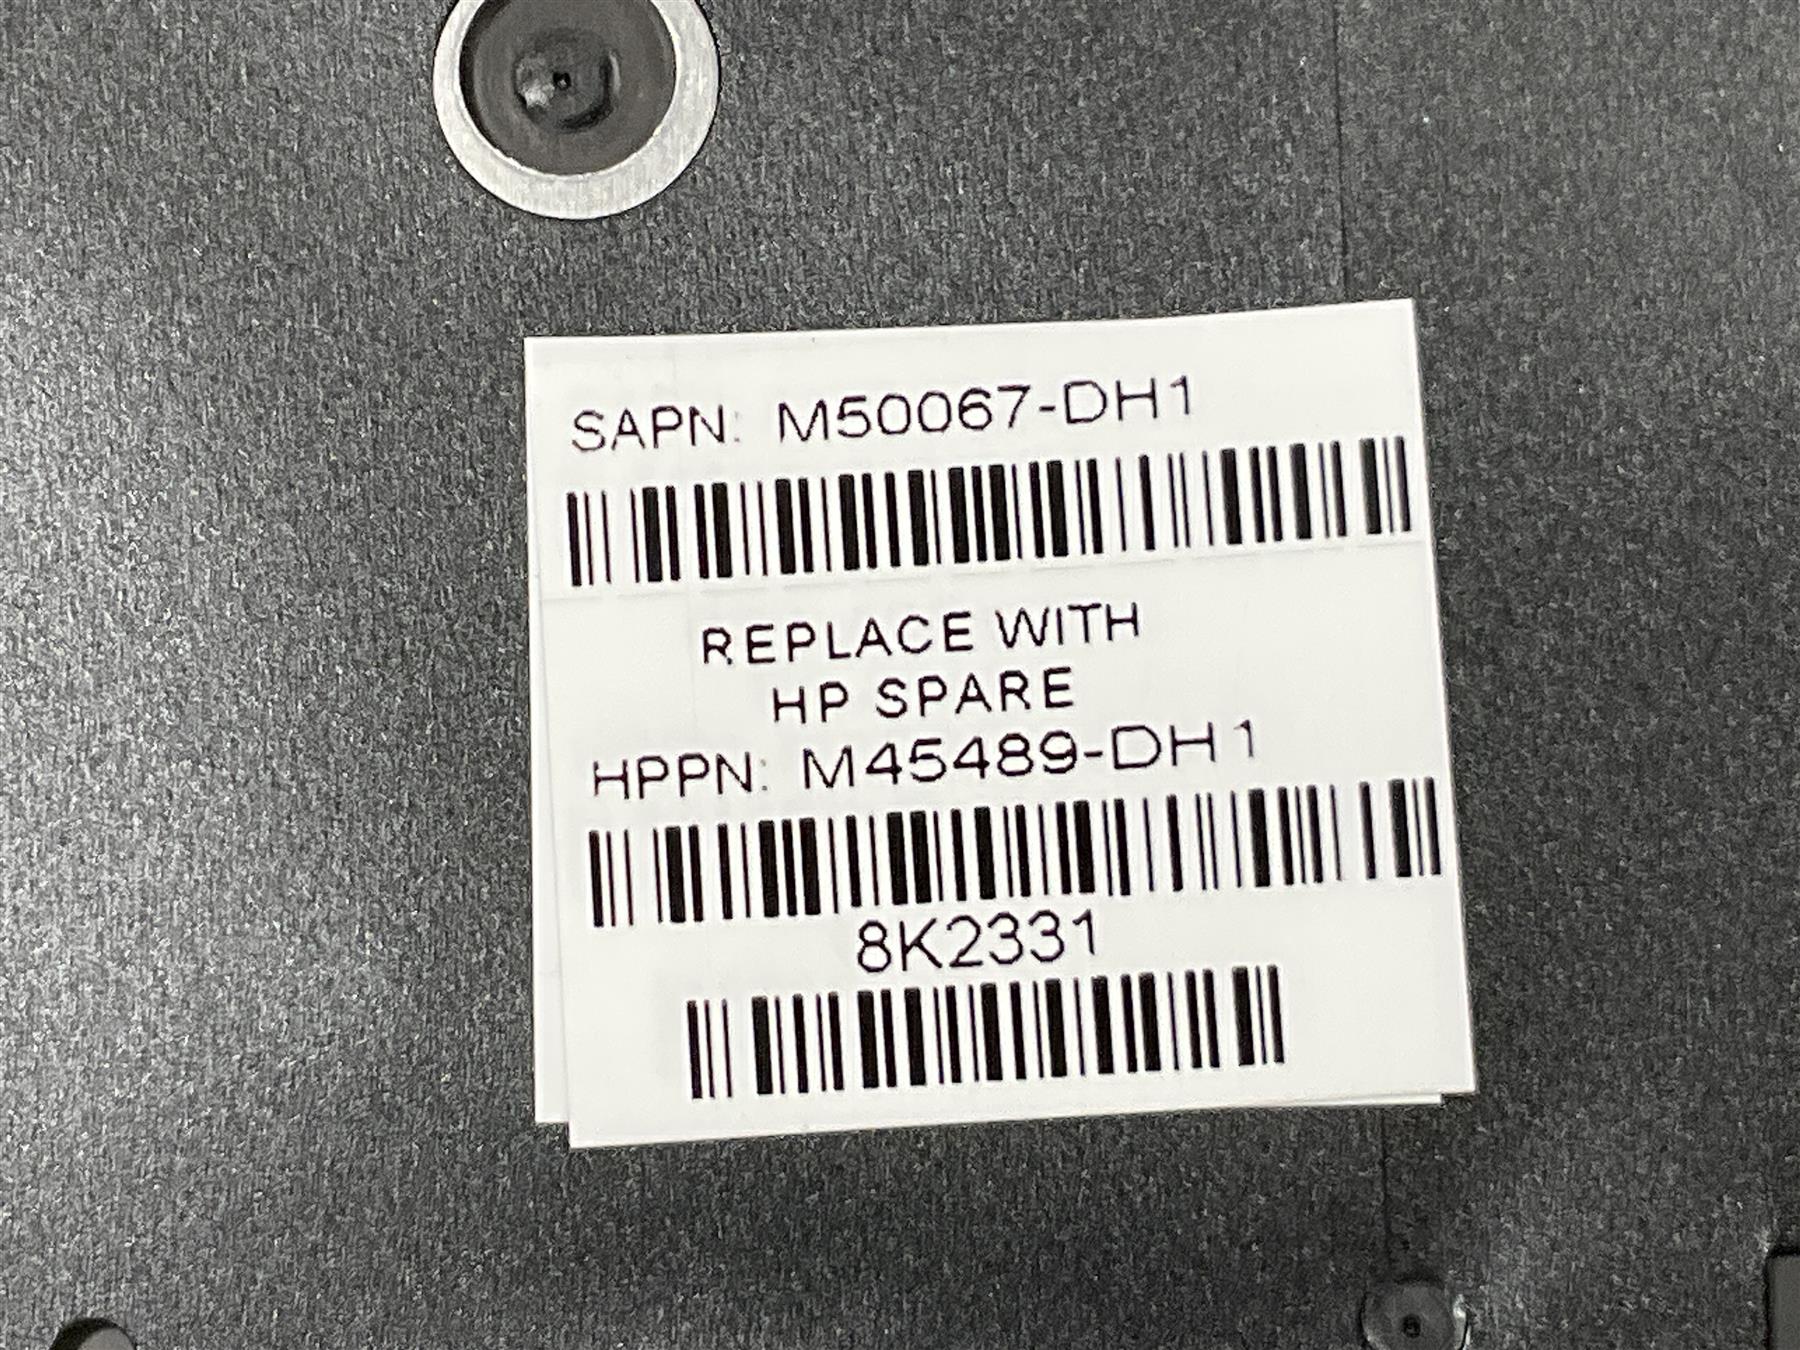 SAPN: M50067-DH1
REPLACE WITH
HP SPARE
HPPN: M45489-DH1
8K2331